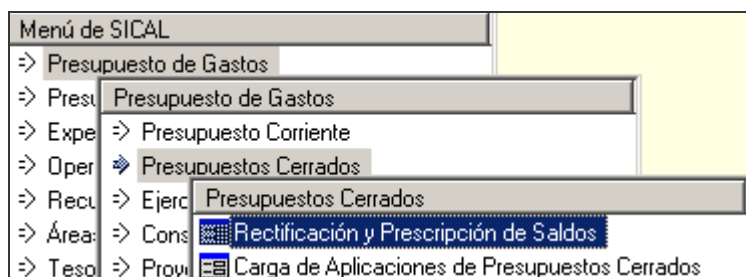 Menú de SICAL
Presupuesto de Gastos
Presu
Presupuesto de Gastos
Expe
Presupuesto Corriente
Oper
Presupuestos Cerrados
Recu
Ejerc
Presupuestos Cerrados
Área
Cons
Rectificación y Prescripción de Saldos
Teso
Prov
Carga de Aplicaciones de Presupuestos Cerrados